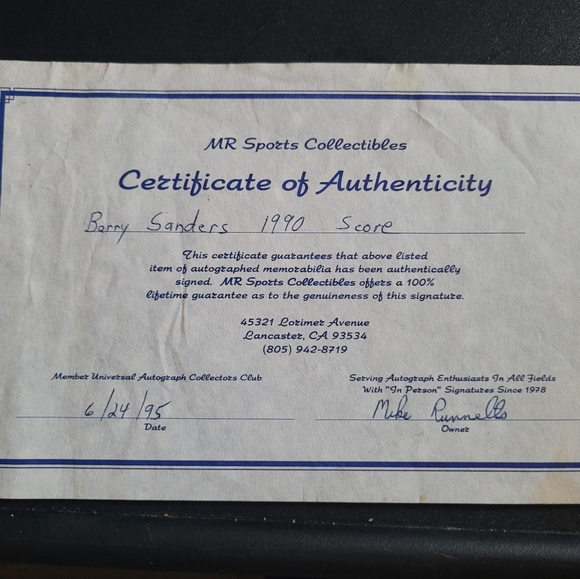 MR Sports Collectibles
Certificate of Authenticity
Barry Sanders 1990 Score
This certificate guarantees that above listed
item of autographed memorabilia has been authentically
signed. MR Sports Collectibles offers a 100%
lifetime guarantee as to the genuineness of this signature.
45321 Lorimer Avenue
Lancaster, CA 93534
(805) 942-8719
Member Universal Autograph Collectors Club
6/24/95
Date
Serving Autograph Enthusiasts In All Fields
With "In Person" Signatures Since 1978
Mike Runnells
Owner